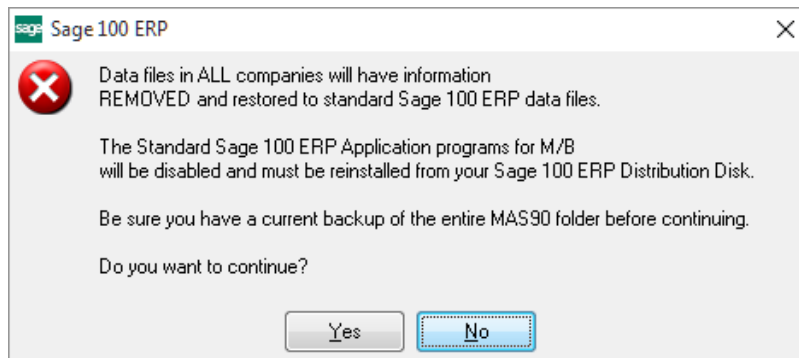 sage Sage 100 ERP
Data files in ALL companies will have information
REMOVED and restored to standard Sage 100 ERP data files.
The Standard Sage 100 ERP Application programs for M/B
will be disabled and must be reinstalled from your Sage 100 ERP Distribution Disk.
Be sure you have a current backup of the entire MAS90 folder before continuing.
Do you want to continue?
Yes No